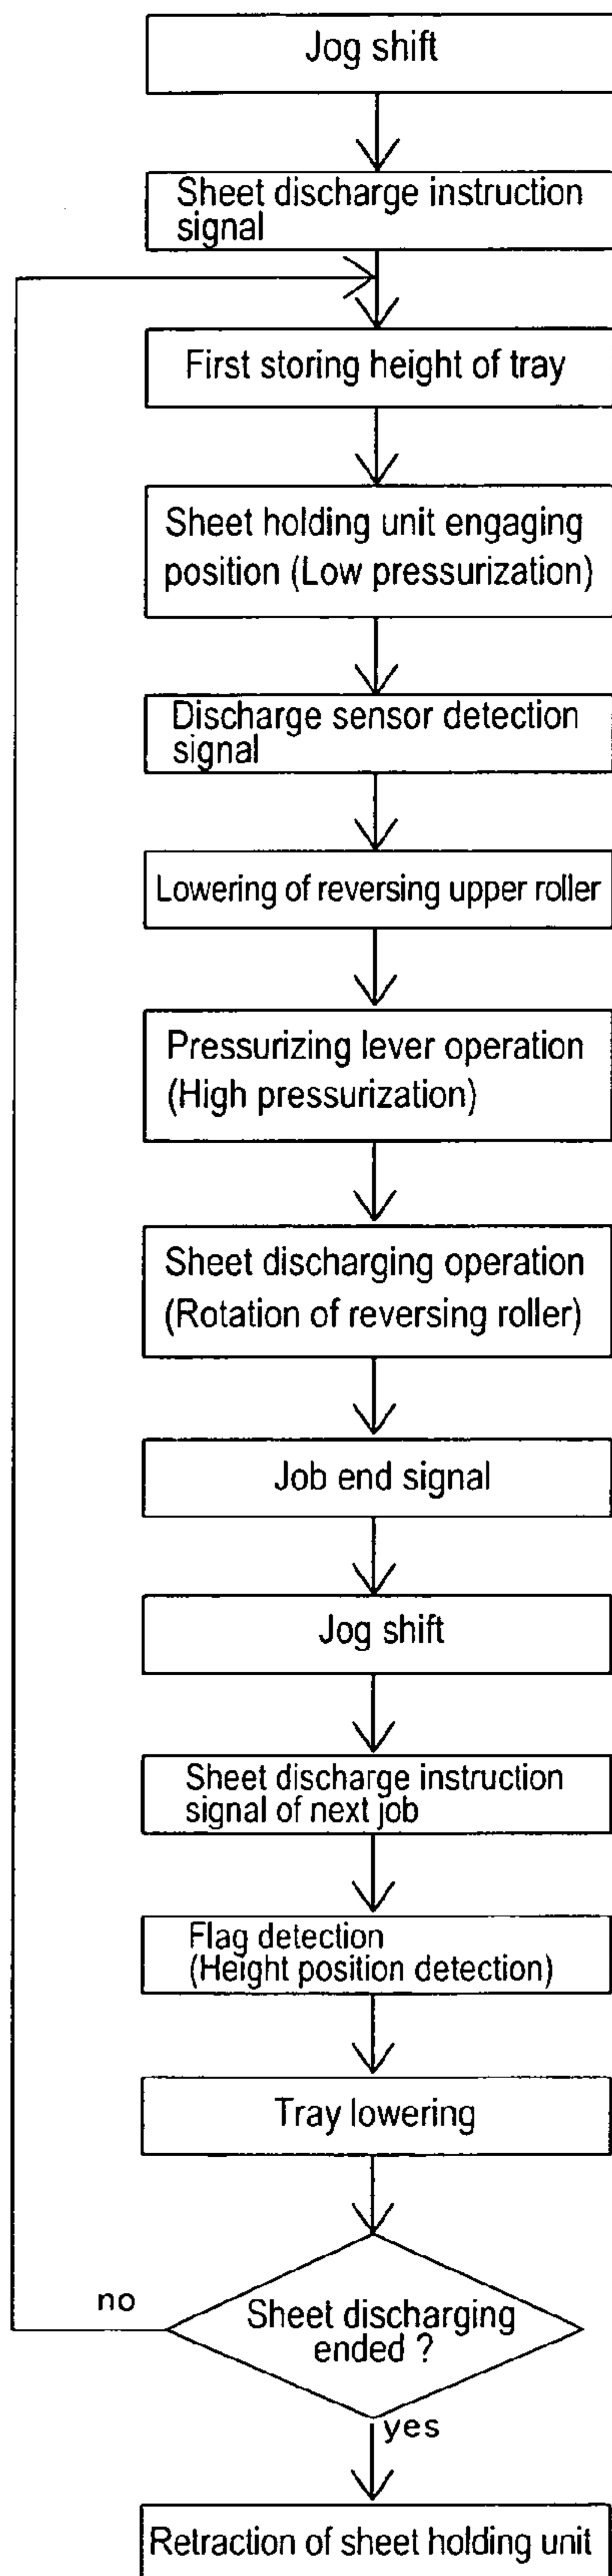 Jog shift
Sheet discharge instruction
signal
First storing height of tray
Sheet holding unit engaging
position (Low pressurization)
Discharge sensor detection
signal
Lowering of reversing upper roller
Pressurizing lever operation
(High pressurization)
Sheet discharging operation
(Rotation of reversing roller)
Job end signal
Jog shift
Sheet discharge instruction
signal of next job
Flag detection
(Height position detection)
Tray lowering
no
Sheet discharging
ended ?
yes
Retraction of sheet holding unit